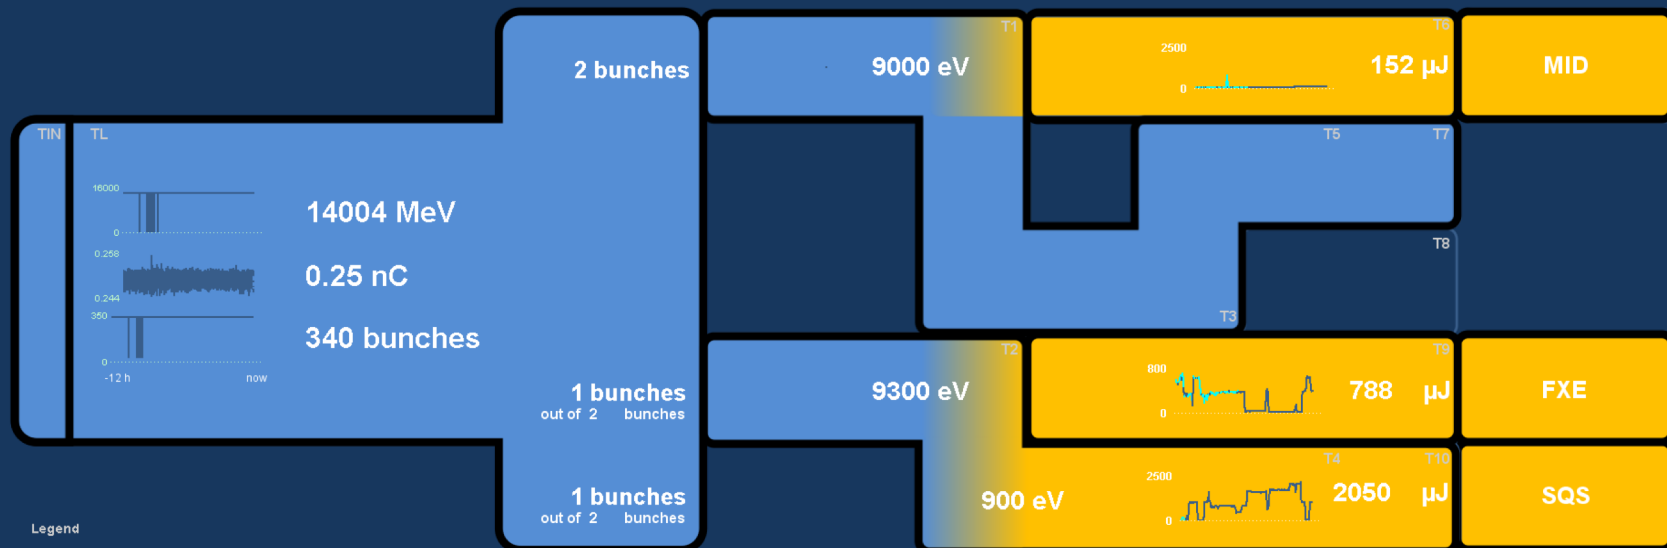 T1
T6
2 bunches
9000 eV
2500
0
152 µJ
MID
TIN
TL
T5
T7
16000
0
14004 MeV
T8
0.258
0.244
0.25 nC
350
0
340 bunches
-12 h
now
T3
T2
T9
1 bunches
out of 2 bunches
9300 eV
800
0
788 µJ
FXE
T4
T10
1 bunches
out of 2 bunches
900 eV
2500
0
2050 µJ
SQS
Legend